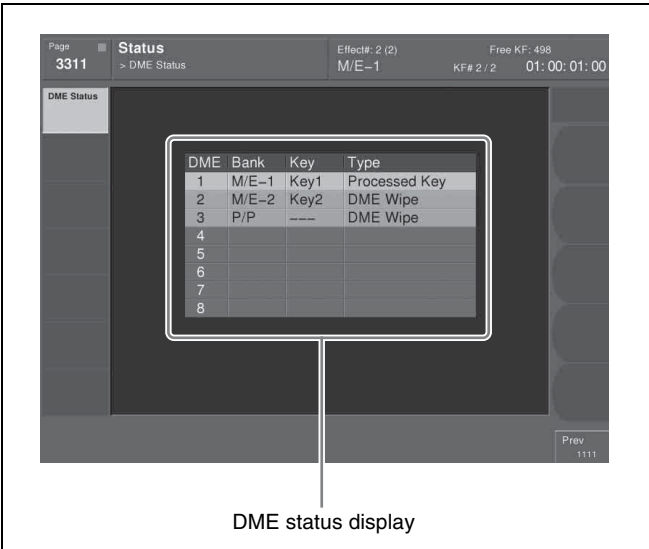 Page
3311
Status
> DME Status
Effect#: 2 (2)
M/E–1
Free KF: 498
KF# 2 / 2
01: 00: 01: 00
DME Status
DME Bank Key Type
1 M/E–1 Key1 Processed Key
2 M/E–2 Key2 DME Wipe
3 P/P ––– DME Wipe
4
5
6
7
8
Prev
1111
DME status display